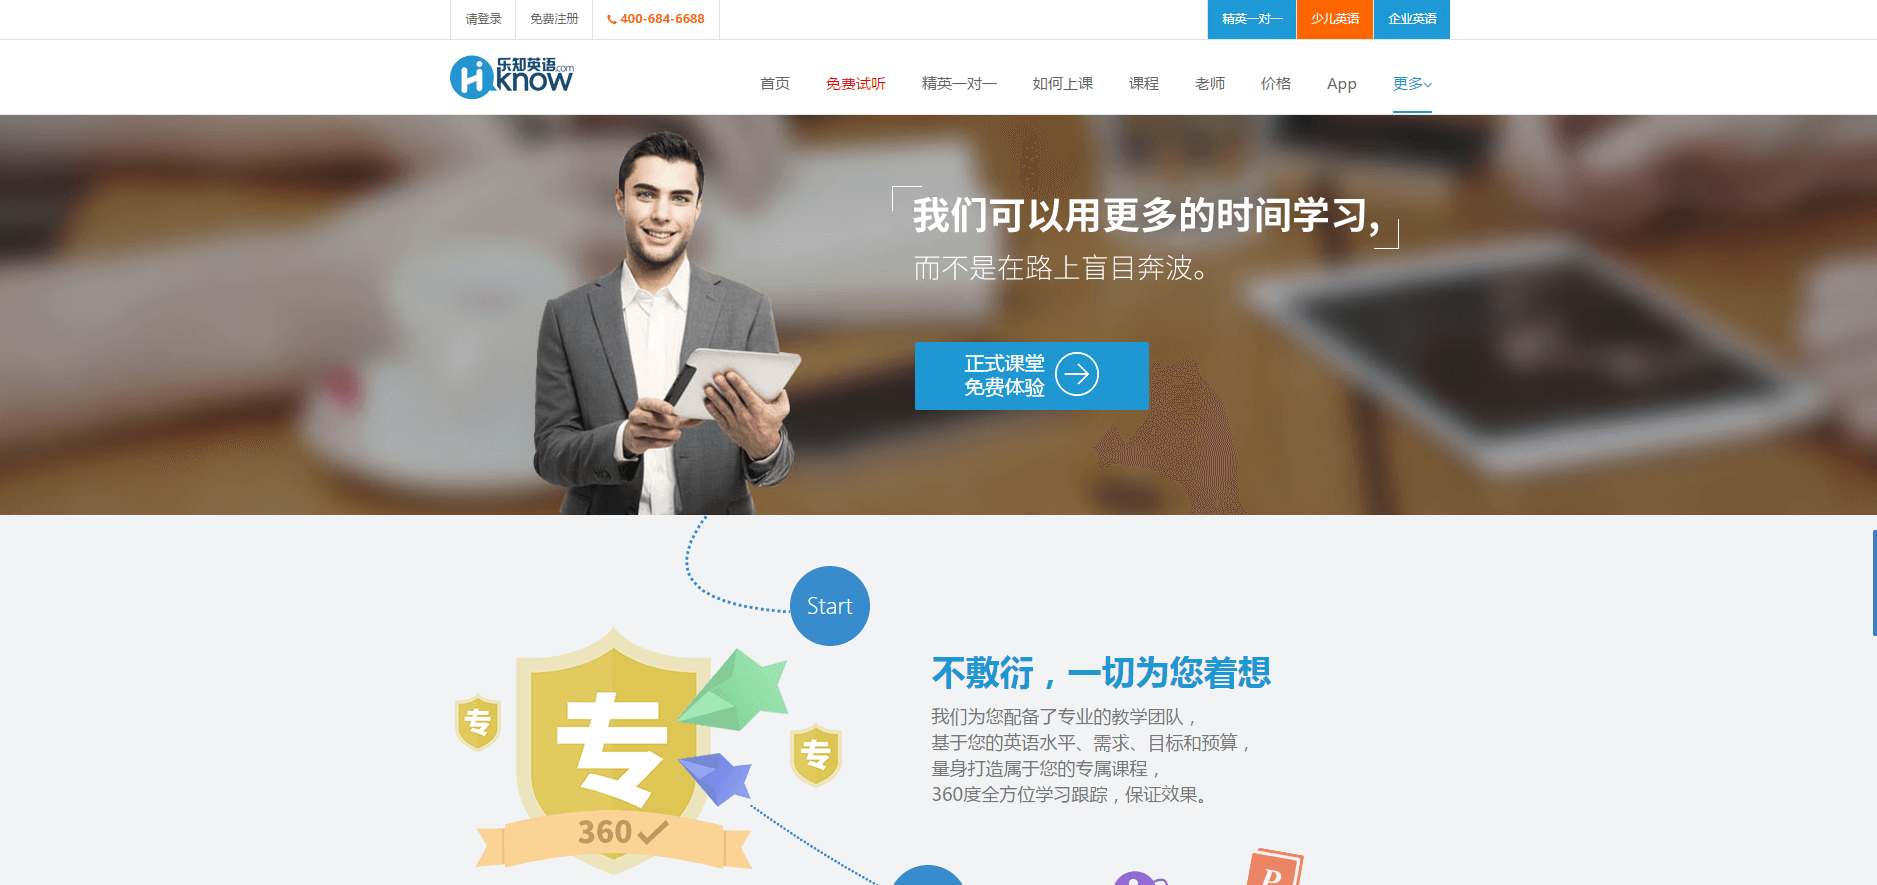 请登录
免费注册
400-684-6688
精英一对一
少儿英语
企业英语
Hi 乐知英语.com
know
首页
免费试听
精英一对一
如何上课
课程
老师
价格
App
更多
我们可以用更多的时间学习,
而不是在路上盲目奔波。
正式课堂
免费体验
Start
不敷衍，一切为您着想
我们为您配备了专业的教学团队，
基于您的英语水平、需求、目标和预算，
量身打造属于您的专属课程，
360度全方位学习跟踪，保证效果。
专
专
专
360
P